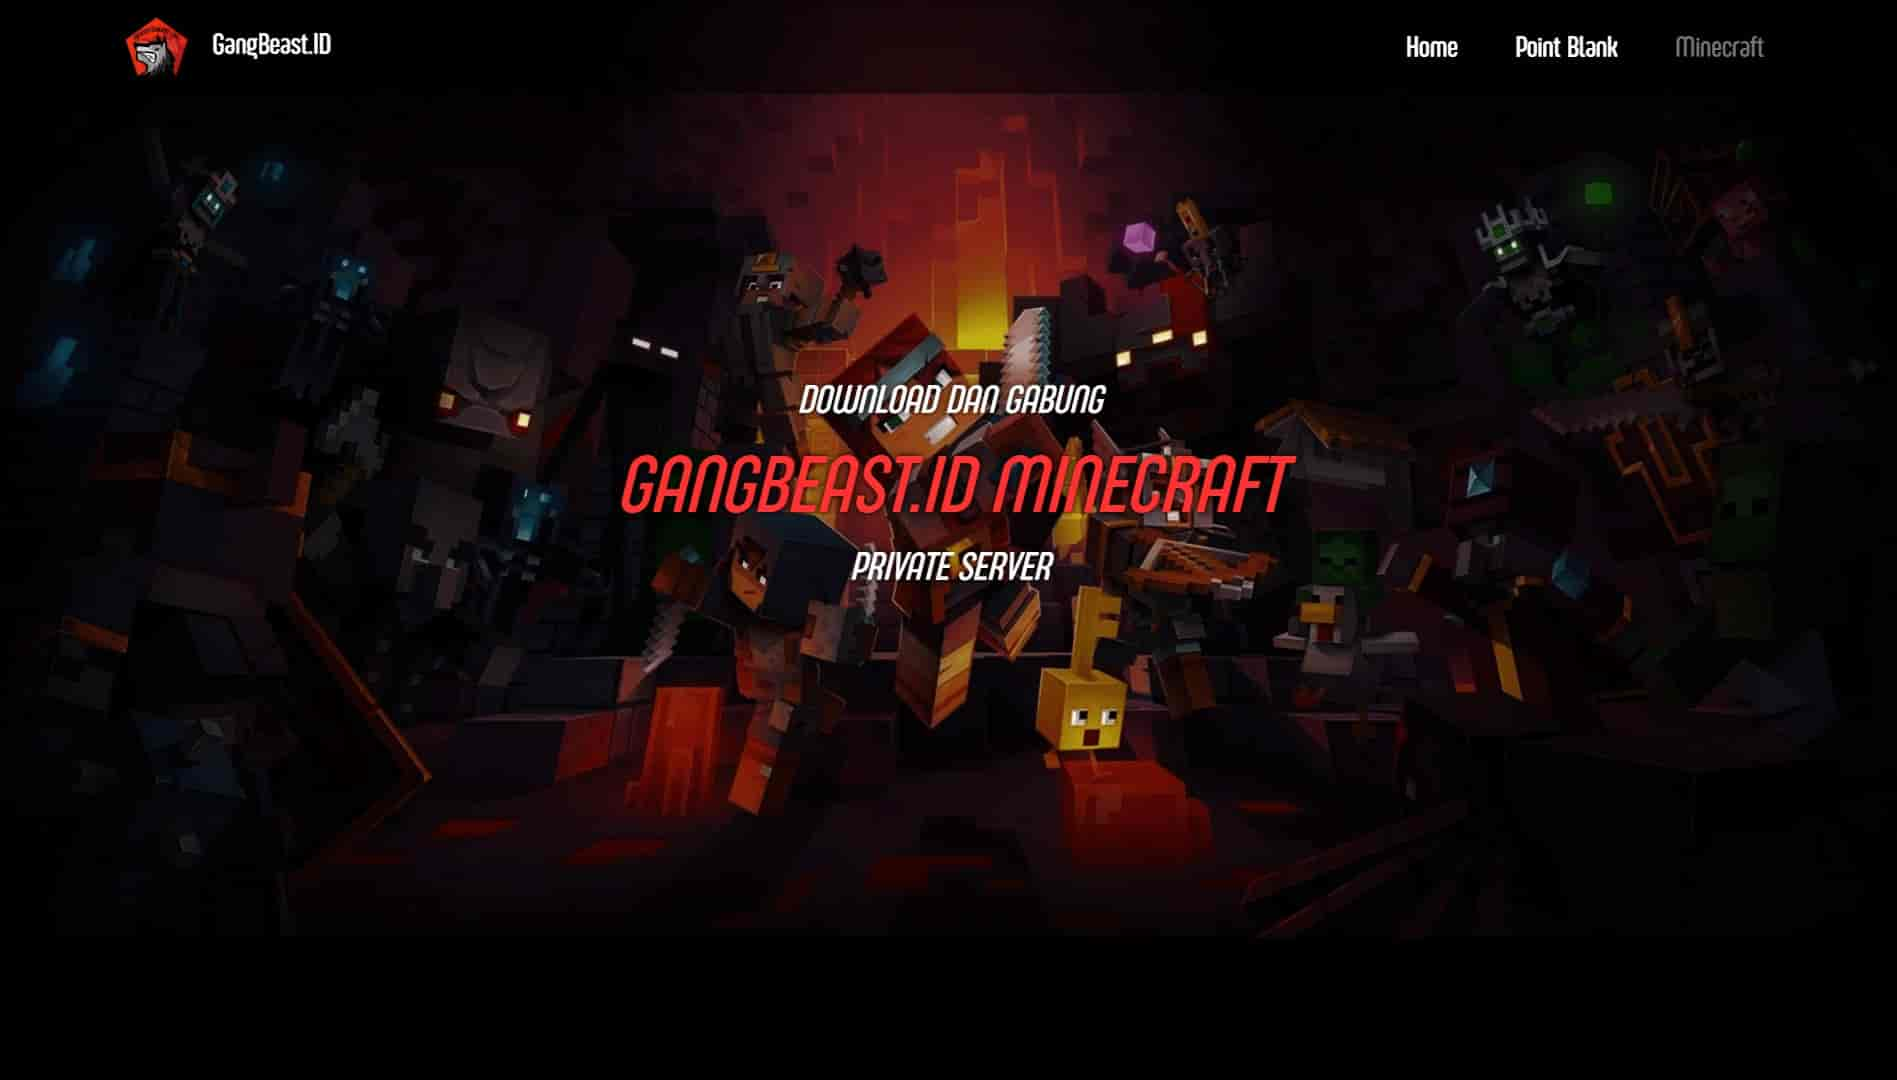 GangBeast.ID
Home Point Blank Minecraft
DOWNLOAD DAN GABUNG
GANGBEAST.ID MINECRAFT
PRIVATE SERVER